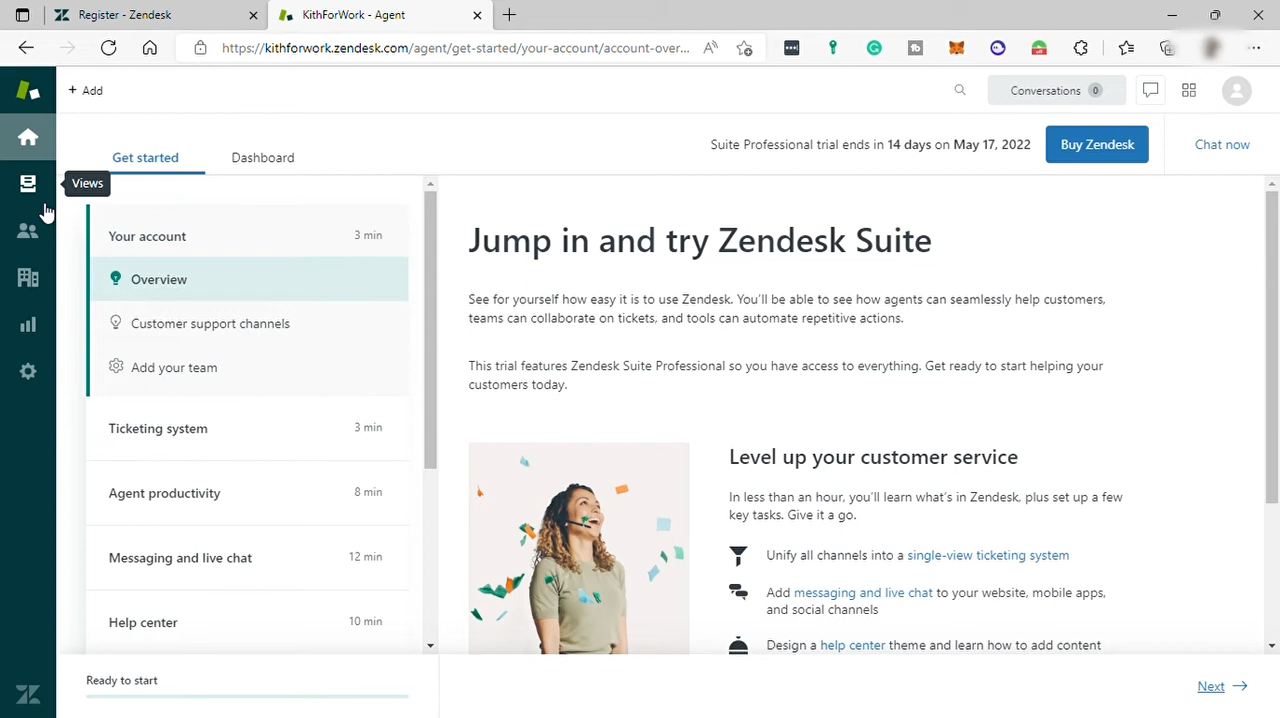 Register - Zendesk
KithForWork - Agent
https://kithforwork.zendesk.com/agent/get-started/your-account/account-over...
+ Add
Conversations 0
Get started
Dashboard
Suite Professional trial ends in 14 days on May 17, 2022
Buy Zendesk
Chat now
Views
Your account 3 min
Overview
Customer support channels
Add your team
Ticketing system 3 min
Agent productivity 8 min
Messaging and live chat 12 min
Help center 10 min
Ready to start
Jump in and try Zendesk Suite
See for yourself how easy it is to use Zendesk. You'll be able to see how agents can seamlessly help customers,
teams can collaborate on tickets, and tools can automate repetitive actions.
This trial features Zendesk Suite Professional so you have access to everything. Get ready to start helping your
customers today.
Level up your customer service
In less than an hour, you'll learn what's in Zendesk, plus set up a few
key tasks. Give it a go.
Unify all channels into a single-view ticketing system
Add messaging and live chat to your website, mobile apps,
and social channels
Design a help center theme and learn how to add content
Next